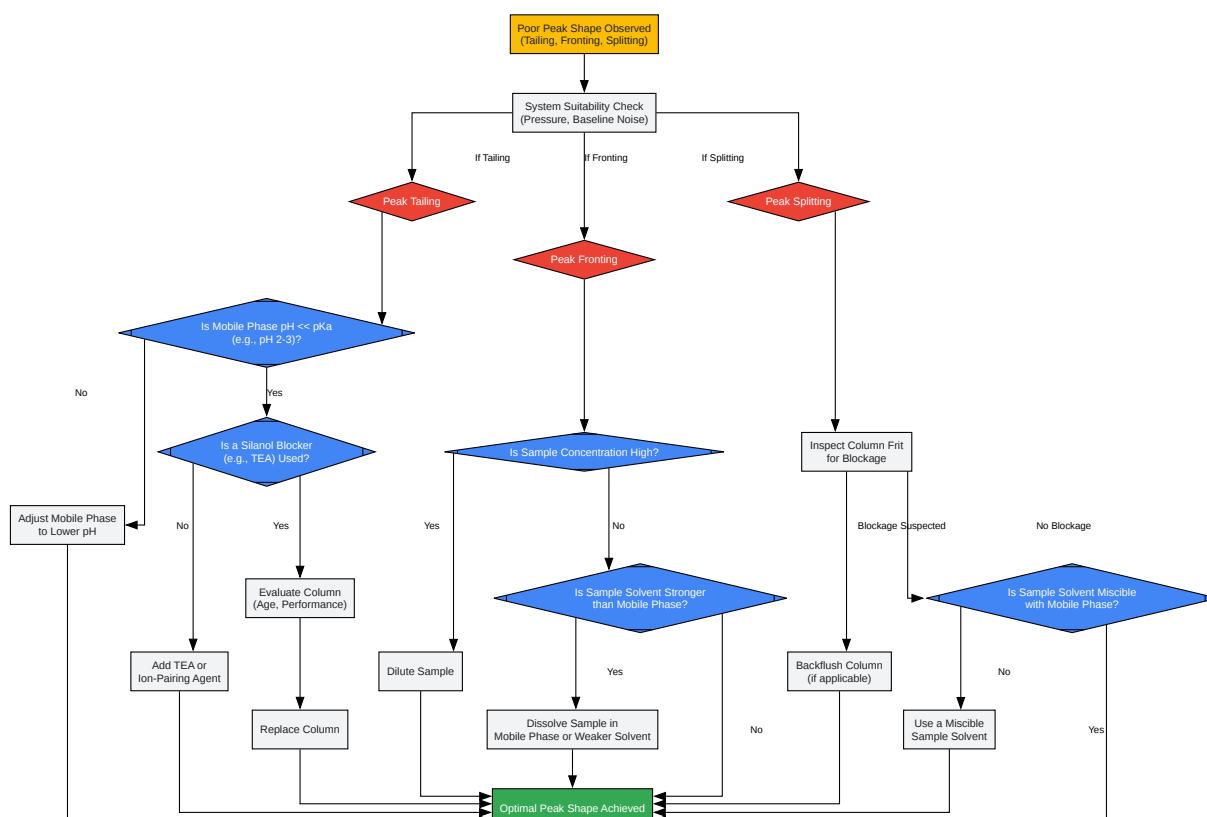 Poor Peak Shape Observed
(Tailing, Fronting, Splitting)
System Suitability Check
(Pressure, Baseline Noise)
If Tailing
If Fronting
If Splitting
Peak Tailing
Peak Splitting
Peak Fronting
Is Mobile Phase pH << pKa
(e.g., pH 2-3)?
No
Yes
Is a Silanol Blocker
(e.g., TEA) Used?
Is Sample Concentration High?
Inspect Column Frit
for Blockage
Adjust Mobile Phase
to Lower pH
No
Yes
Yes
No
Blockage Suspected
No Blockage
Evaluate Column
(Age, Performance)
Is Sample Solvent Stronger
than Mobile Phase?
Is Sample Solvent Miscible
with Mobile Phase?
Add TEA or
Ion-Pairing Agent
Dilute Sample
Yes
Backflush Column
(if applicable)
No
Replace Column
Dissolve Sample in
Mobile Phase or Weaker Solvent
No
Use a Miscible
Sample Solvent
Yes
Optimal Peak Shape Achieved